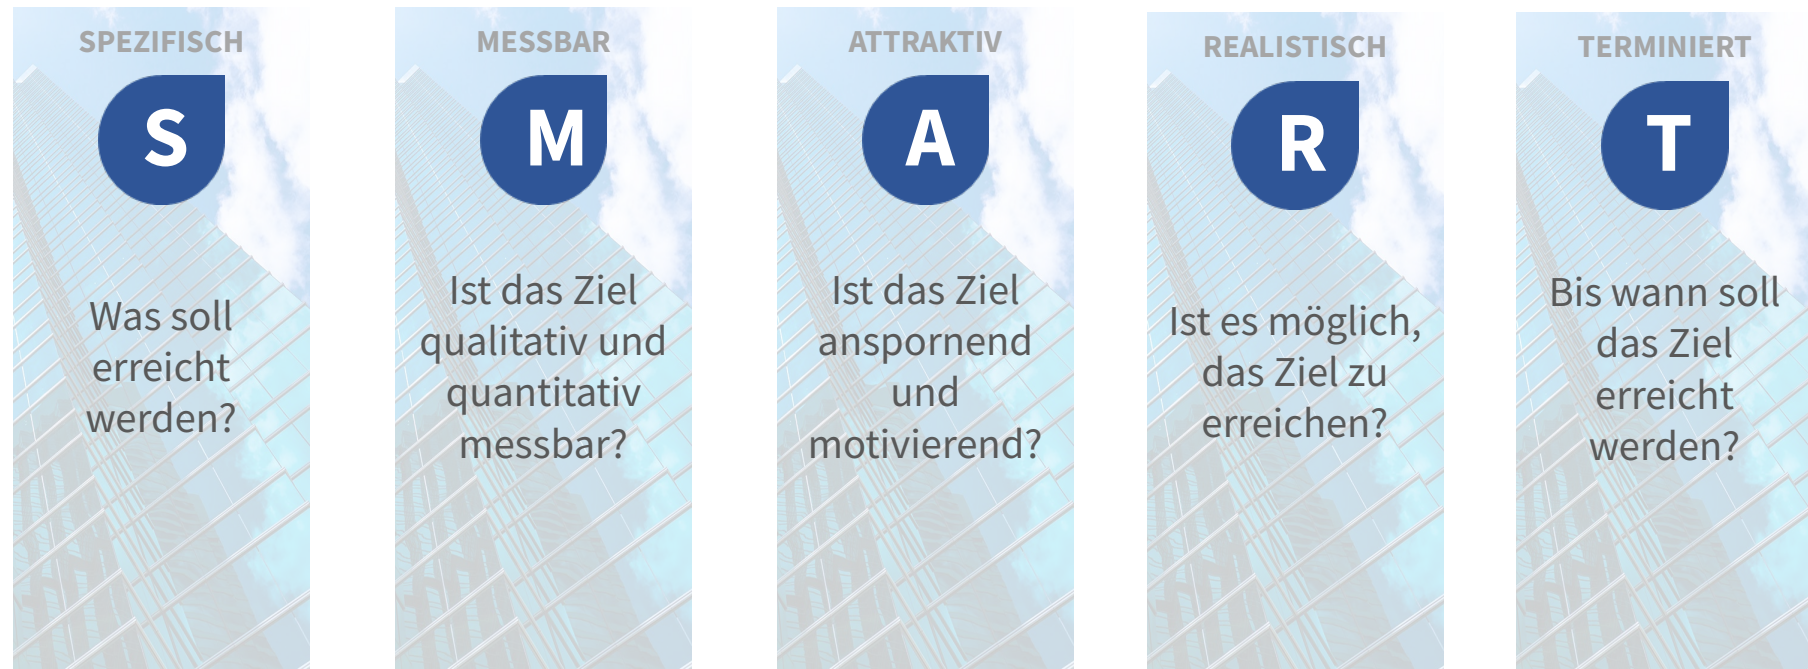 SPEZIFISCH
S
Was soll
erreicht
werden?
MESSBAR
M
Ist das Ziel
qualitativ und
quantitativ
messbar?
ATTRAKTIV
A
Ist das Ziel
anspornend
und
motivierend?
REALISTISCH
R
Ist es möglich,
das Ziel zu
erreichen?
TERMINIERT
T
Bis wann soll
das Ziel
erreicht
werden?